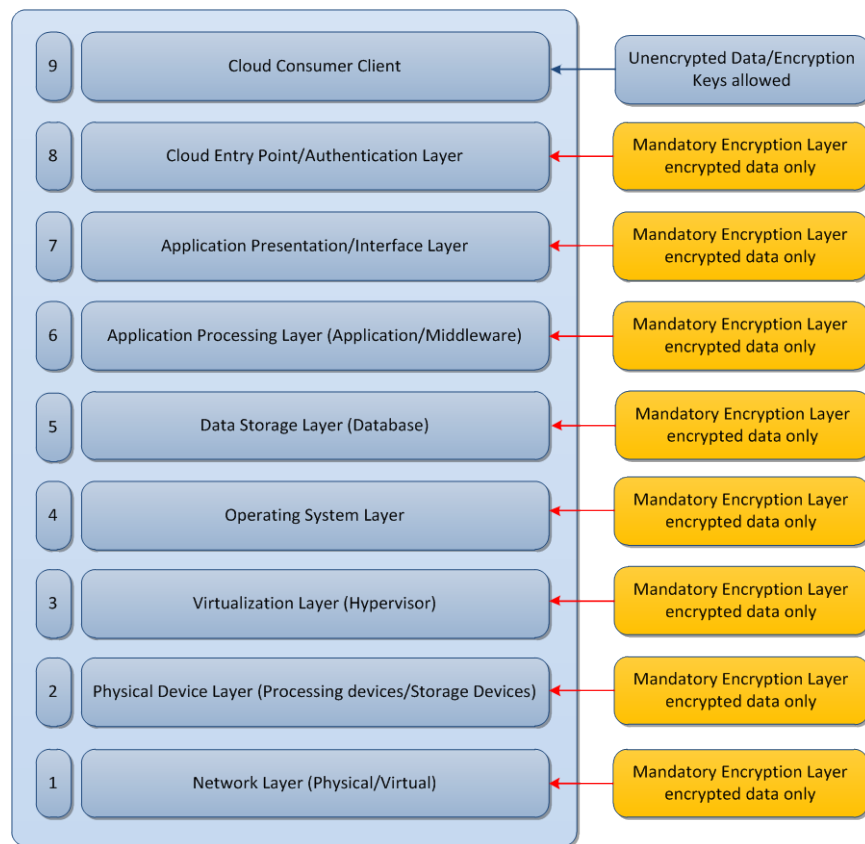 9
Cloud Consumer Client
Unencrypted Data/Encryption
Keys allowed
8
Cloud Entry Point/Authentication Layer
Mandatory Encryption Layer
encrypted data only
7
Application Presentation/Interface Layer
Mandatory Encryption Layer
encrypted data only
6
Application Processing Layer (Application/Middleware)
Mandatory Encryption Layer
encrypted data only
5
Data Storage Layer (Database)
Mandatory Encryption Layer
encrypted data only
4
Operating System Layer
Mandatory Encryption Layer
encrypted data only
3
Virtualization Layer (Hypervisor)
Mandatory Encryption Layer
encrypted data only
2
Physical Device Layer (Processing devices/Storage Devices)
Mandatory Encryption Layer
encrypted data only
1
Network Layer (Physical/Virtual)
Mandatory Encryption Layer
encrypted data only